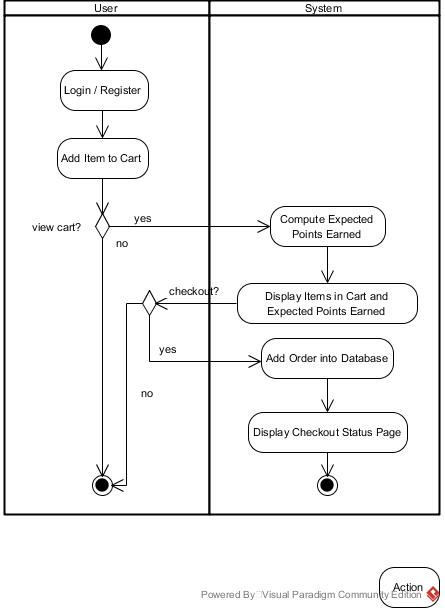 User
System
Login / Register
Add Item to Cart
view cart?
yes
no
Compute Expected
Points Earned
checkout?
Display Items in Cart and
Expected Points Earned
yes
Add Order into Database
no
Display Checkout Status Page
Action
Powered By Visual Paradigm Community Edition